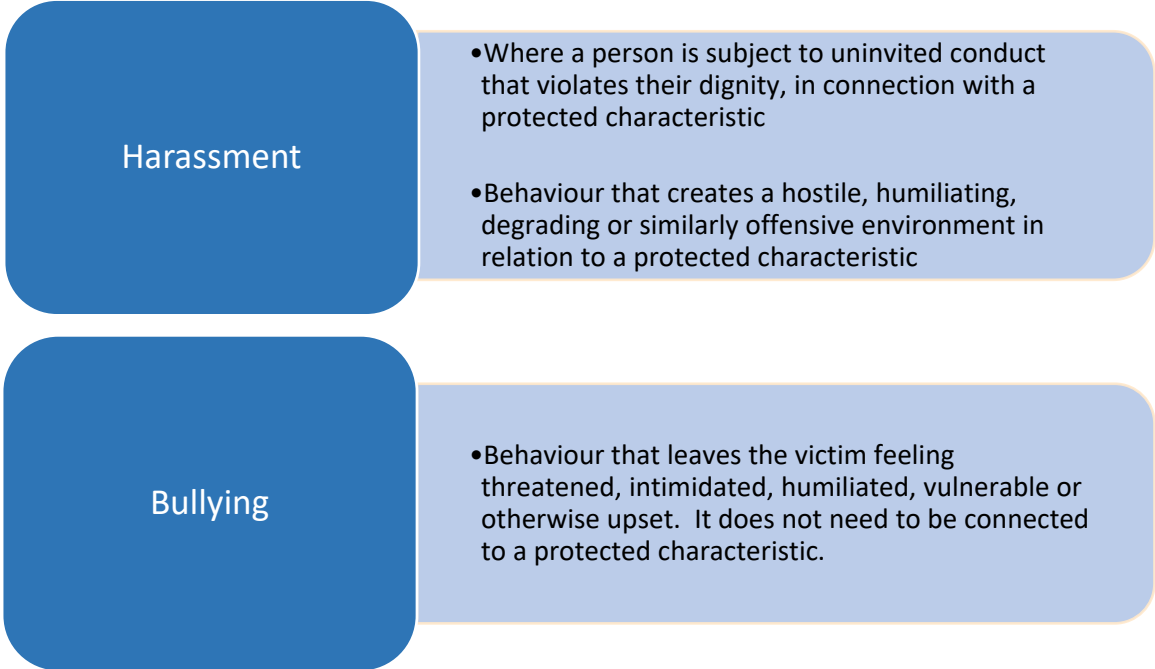 Harassment
•Where a person is subject to uninvited conduct
that violates their dignity, in connection with a
protected characteristic
•Behaviour that creates a hostile, humiliating,
degrading or similarly offensive environment in
relation to a protected characteristic
Bullying
•Behaviour that leaves the victim feeling
threatened, intimidated, humiliated, vulnerable or
otherwise upset.  It does not need to be connected
to a protected characteristic.